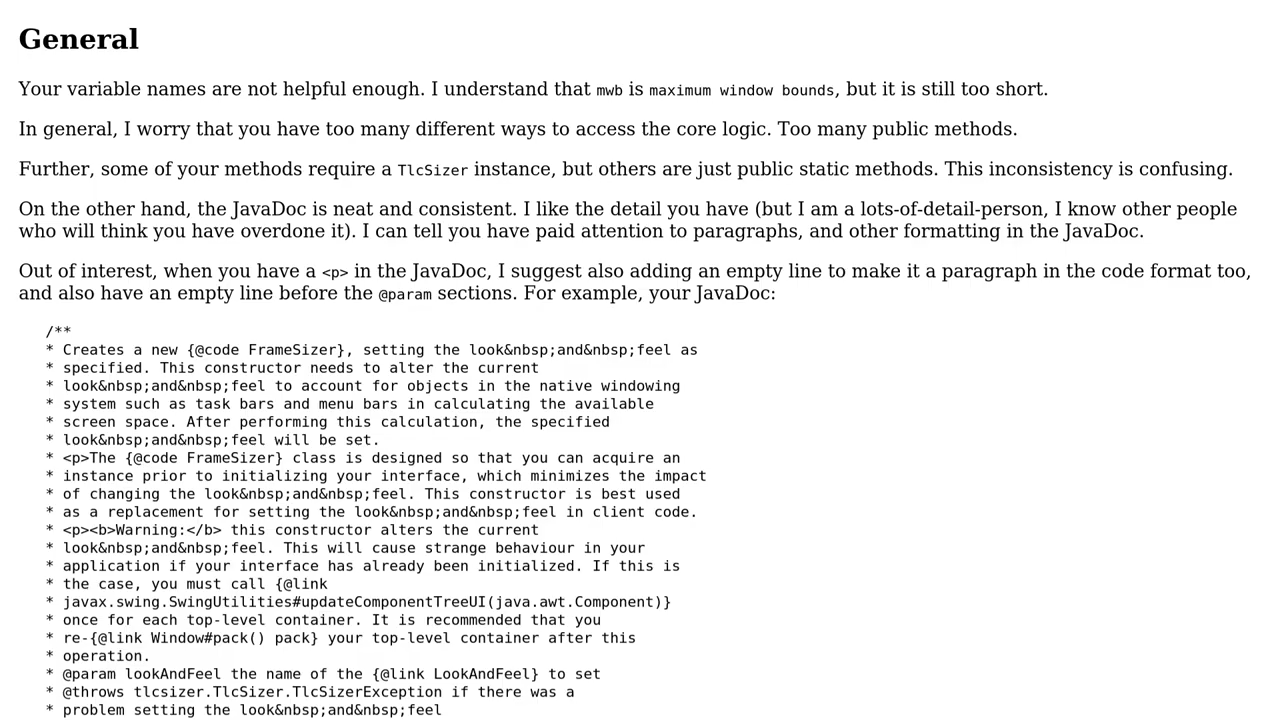 General
Your variable names are not helpful enough. I understand that mwb is maximum window bounds, but it is still too short.
In general, I worry that you have too many different ways to access the core logic. Too many public methods.
Further, some of your methods require a TlcSizer instance, but others are just public static methods. This inconsistency is confusing.
On the other hand, the JavaDoc is neat and consistent. I like the detail you have (but I am a lots-of-detail-person, I know other people
who will think you have overdone it). I can tell you have paid attention to paragraphs, and other formatting in the JavaDoc.
Out of interest, when you have a <p> in the JavaDoc, I suggest also adding an empty line to make it a paragraph in the code format too,
and also have an empty line before the @param sections. For example, your JavaDoc:
/**
* Creates a new {@code FrameSizer}, setting the look&nbsp;and&nbsp;feel as
* specified. This constructor needs to alter the current
* look&nbsp;and&nbsp;feel to account for objects in the native windowing
* system such as task bars and menu bars in calculating the available
* screen space. After performing this calculation, the specified
* look&nbsp;and&nbsp;feel will be set.
* <p>The {@code FrameSizer} class is designed so that you can acquire an
* instance prior to initializing your interface, which minimizes the impact
* of changing the look&nbsp;and&nbsp;feel. This constructor is best used
* as a replacement for setting the look&nbsp;and&nbsp;feel in client code.
* <p><b>Warning:</b> this constructor alters the current
* look&nbsp;and&nbsp;feel. This will cause strange behaviour in your
* application if your interface has already been initialized. If this is
* the case, you must call {@link
* javax.swing.SwingUtilities#updateComponentTreeUI(java.awt.Component)}
* once for each top-level container. It is recommended that you
* re-{@link Window#pack() pack} your top-level container after this
* operation.
* @param lookAndFeel the name of the {@link LookAndFeel} to set
* @throws tlcsizer.TlcSizer.TlcSizerException if there was a
* problem setting the look&nbsp;and&nbsp;feel